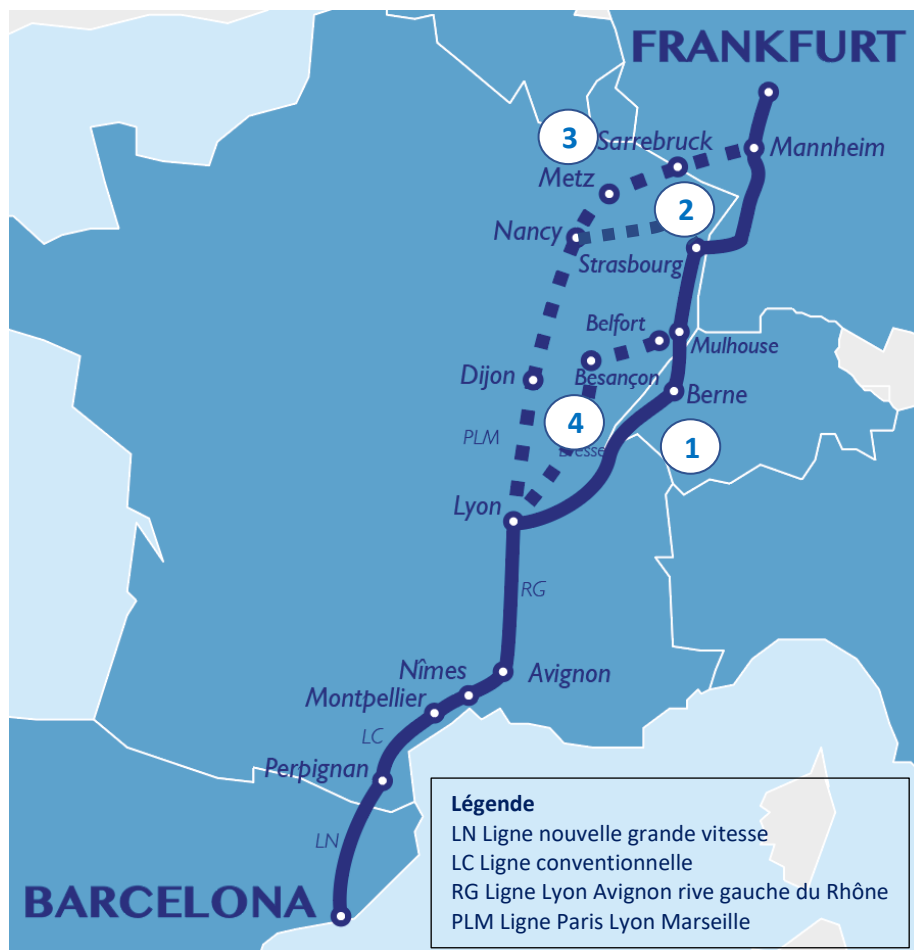 FRANKFURT
3
Sarrebruck
Mannheim
Metz
2
Nancy
Strasbourg
Belfort
Mulhouse
Dijon
Besançon
Berne
4
PLM
1
Bresse
Lyon
RG
Nîmes
Avignon
Montpellier
LC
Perpignan
Légende
LN Ligne nouvelle grande vitesse
LN
LC Ligne conventionnelle
RG Ligne Lyon Avignon rive gauche du Rhône
BARCELONA
PLM Ligne Paris Lyon Marseille